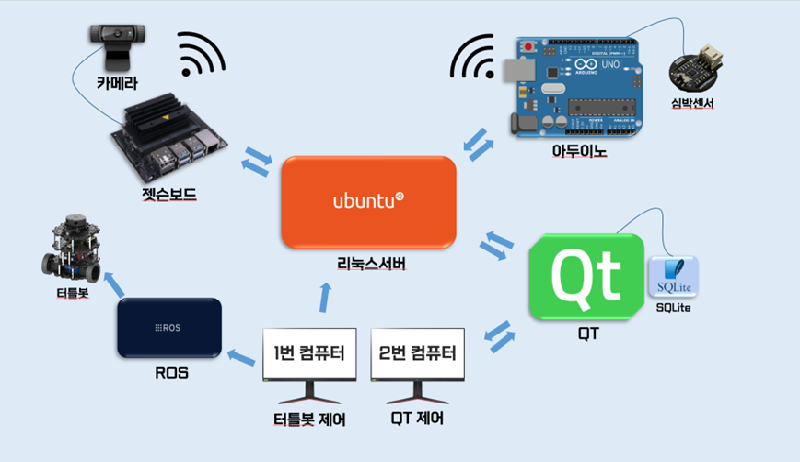 카메라
젯슨보드
UNO
ARDUINO
아두이노
심박센서
ubuntu
리눅스서버
터틀봇
ROS
ROS
1번 컴퓨터
터틀봇 제어
2번 컴퓨터
QT 제어
Qt
QT
SQLite
SQLite